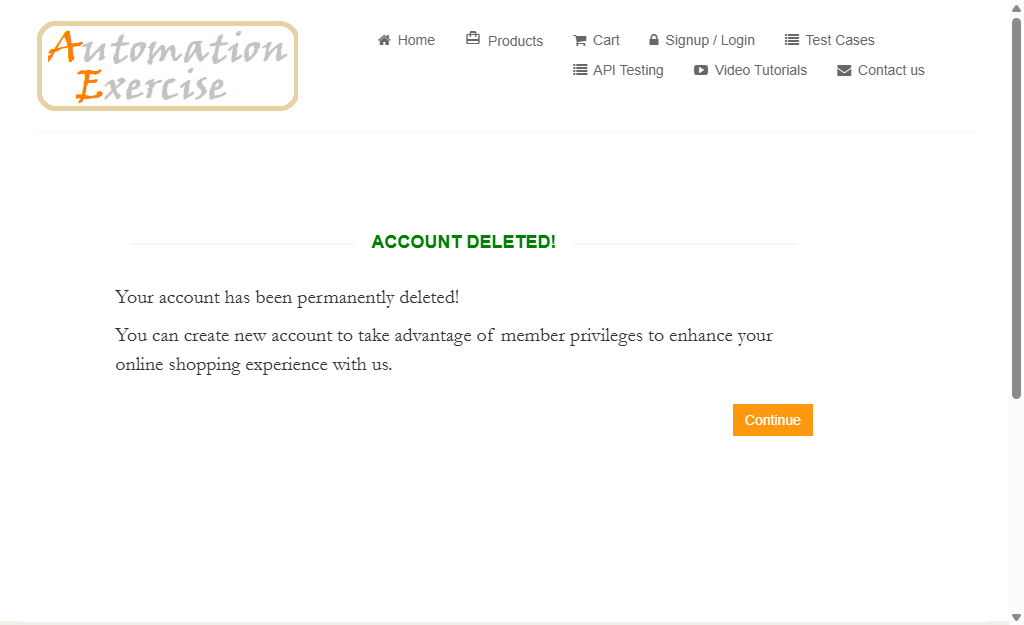 Automation
Exercise
Home
Products
Cart
Signup / Login
Test Cases
API Testing
Video Tutorials
Contact us
ACCOUNT DELETED!
Your account has been permanently deleted!
You can create new account to take advantage of member privileges to enhance your
online shopping experience with us.
Continue